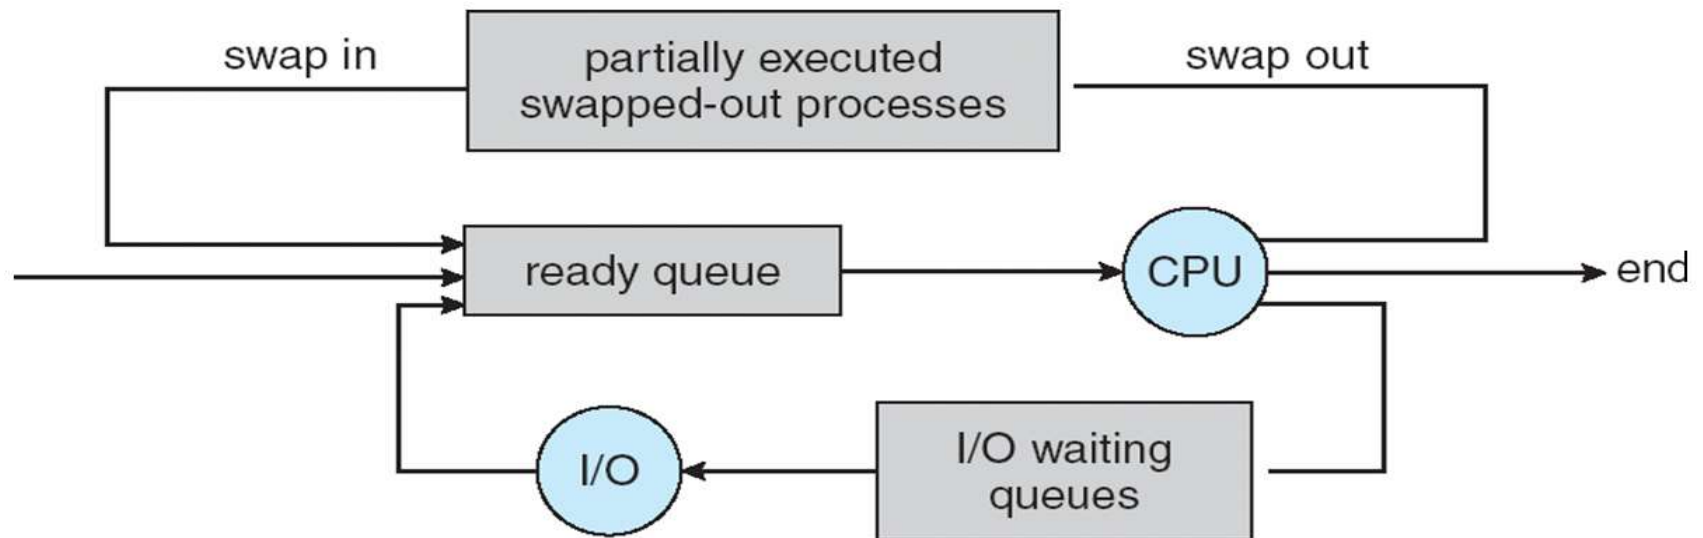 swap in
partially executed
swapped-out processes
swap out
ready queue
CPU
end
I/O
I/O waiting
queues